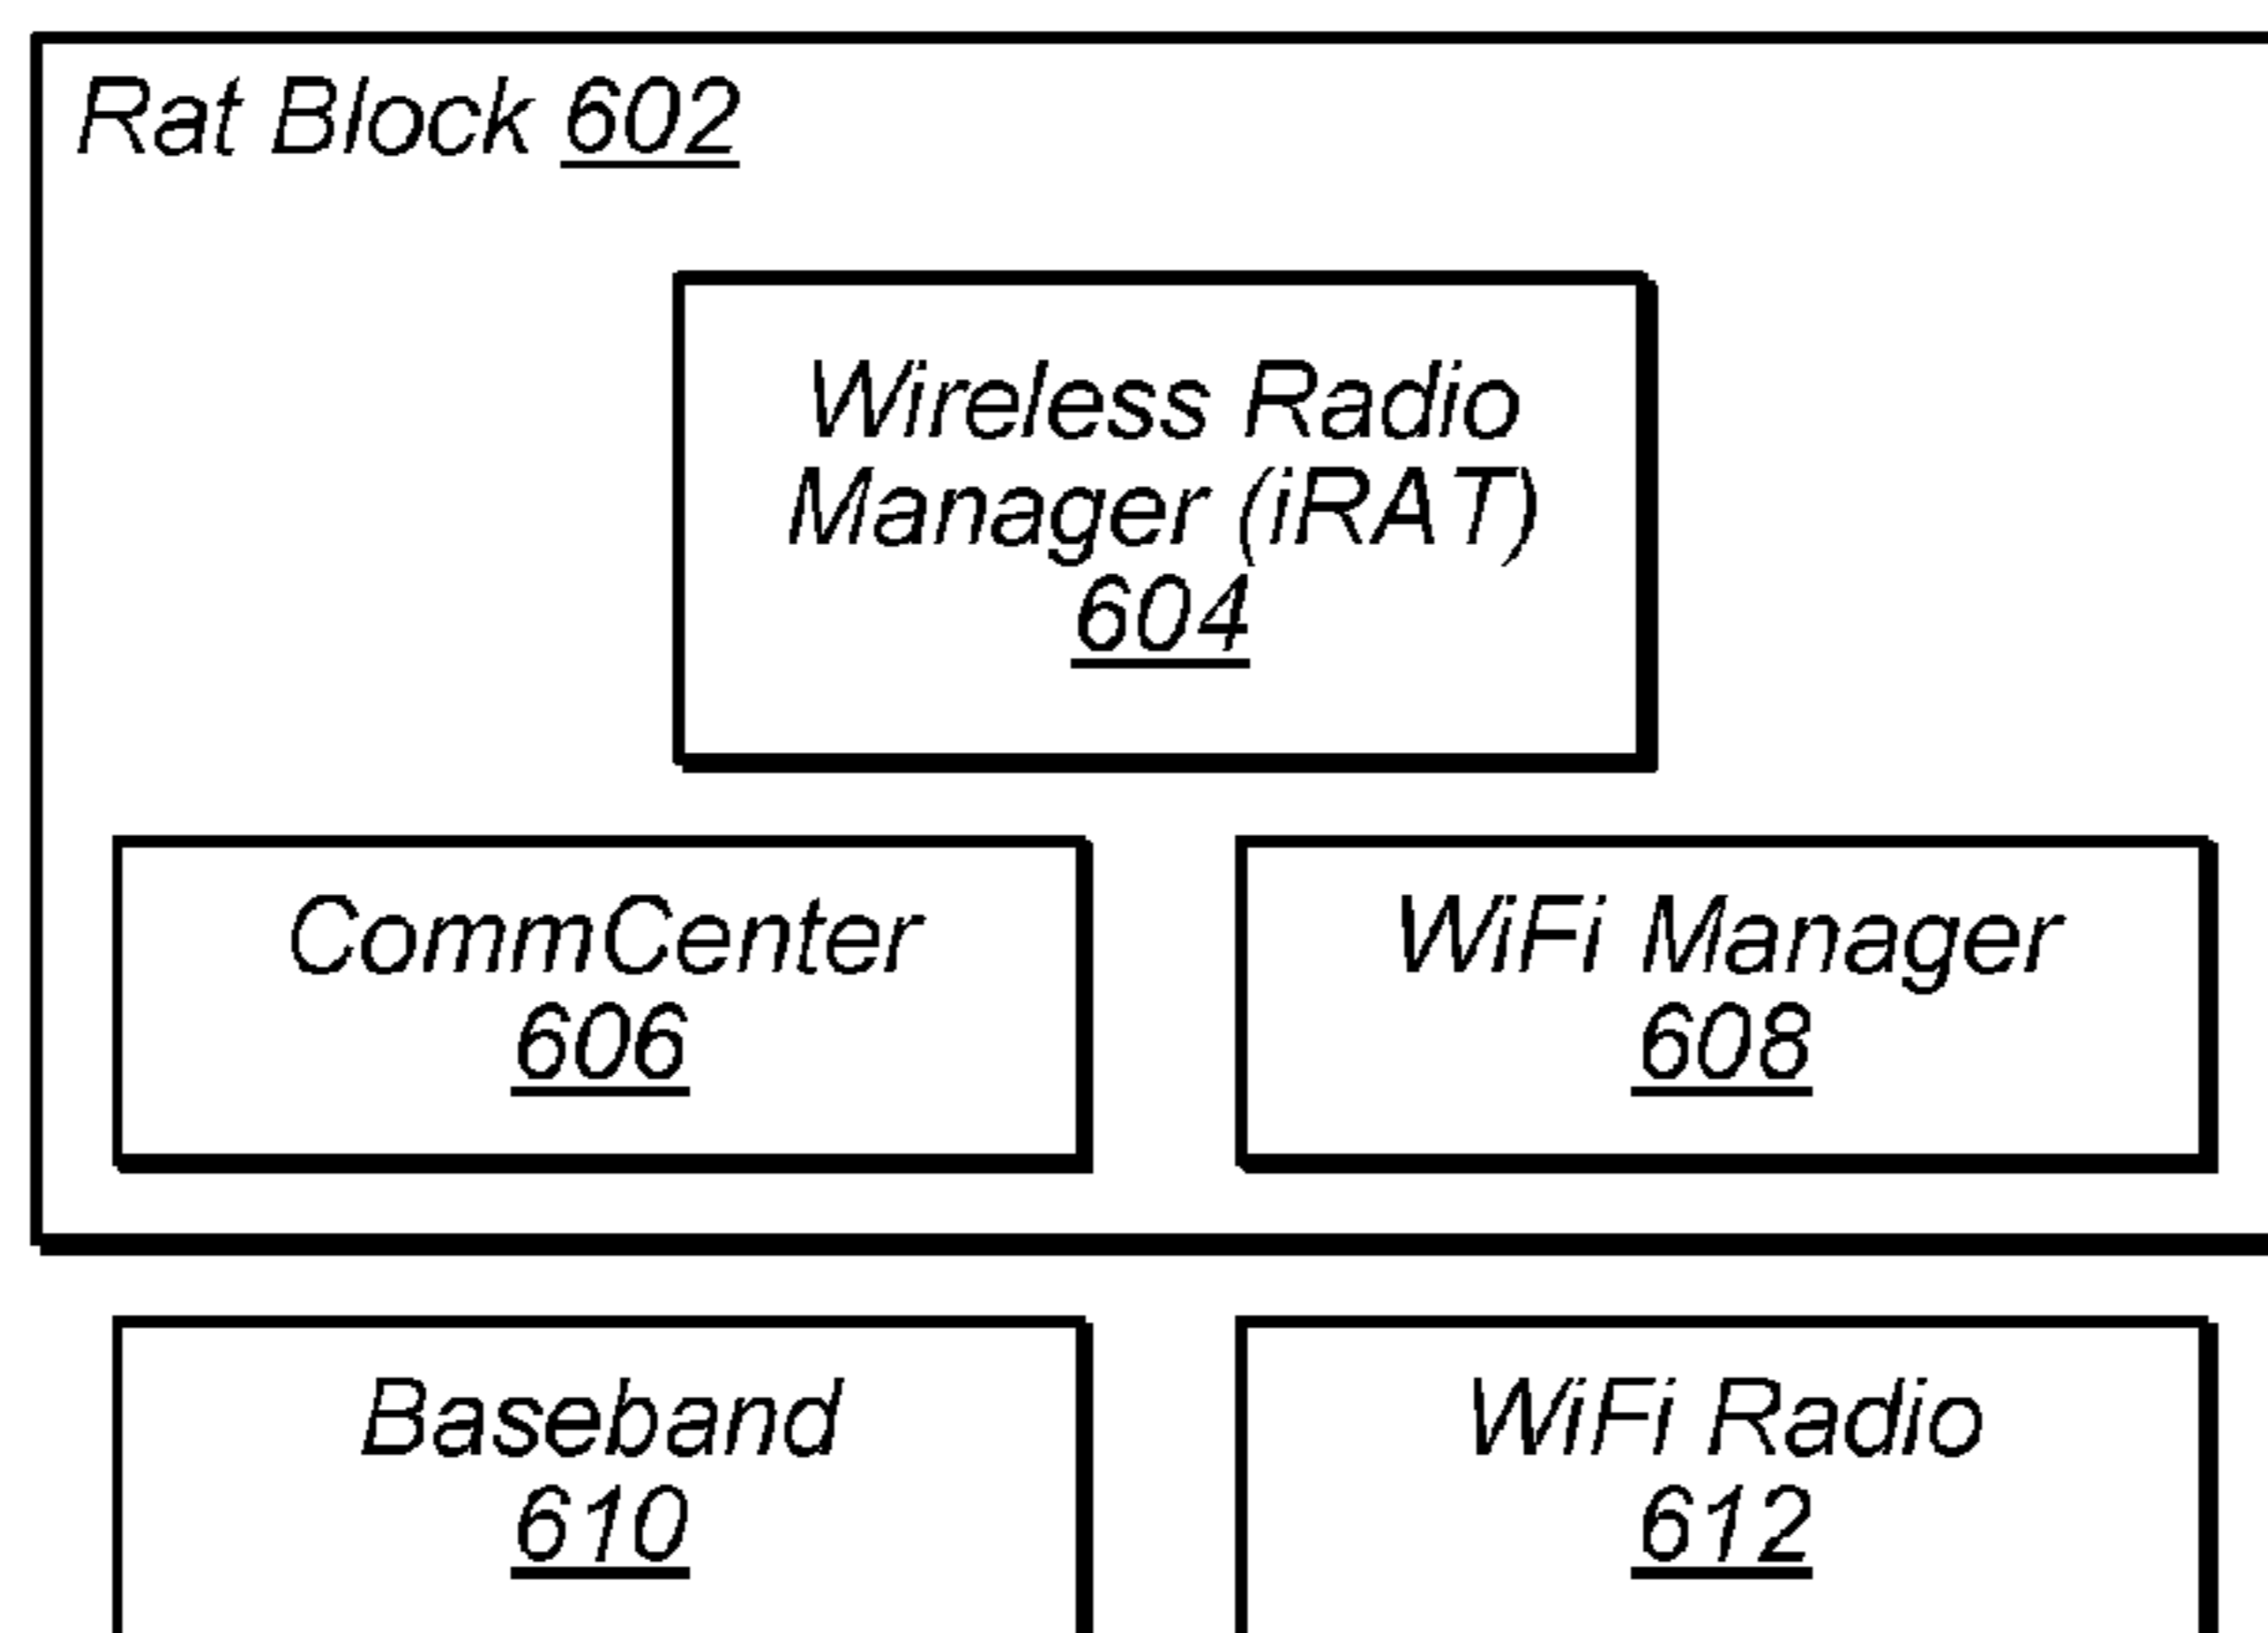 Rat Block 602
Wireless Radio
Manager (iRAT)
604
CommCenter
606
WiFi Manager
608
Baseband
610
WiFi Radio
612